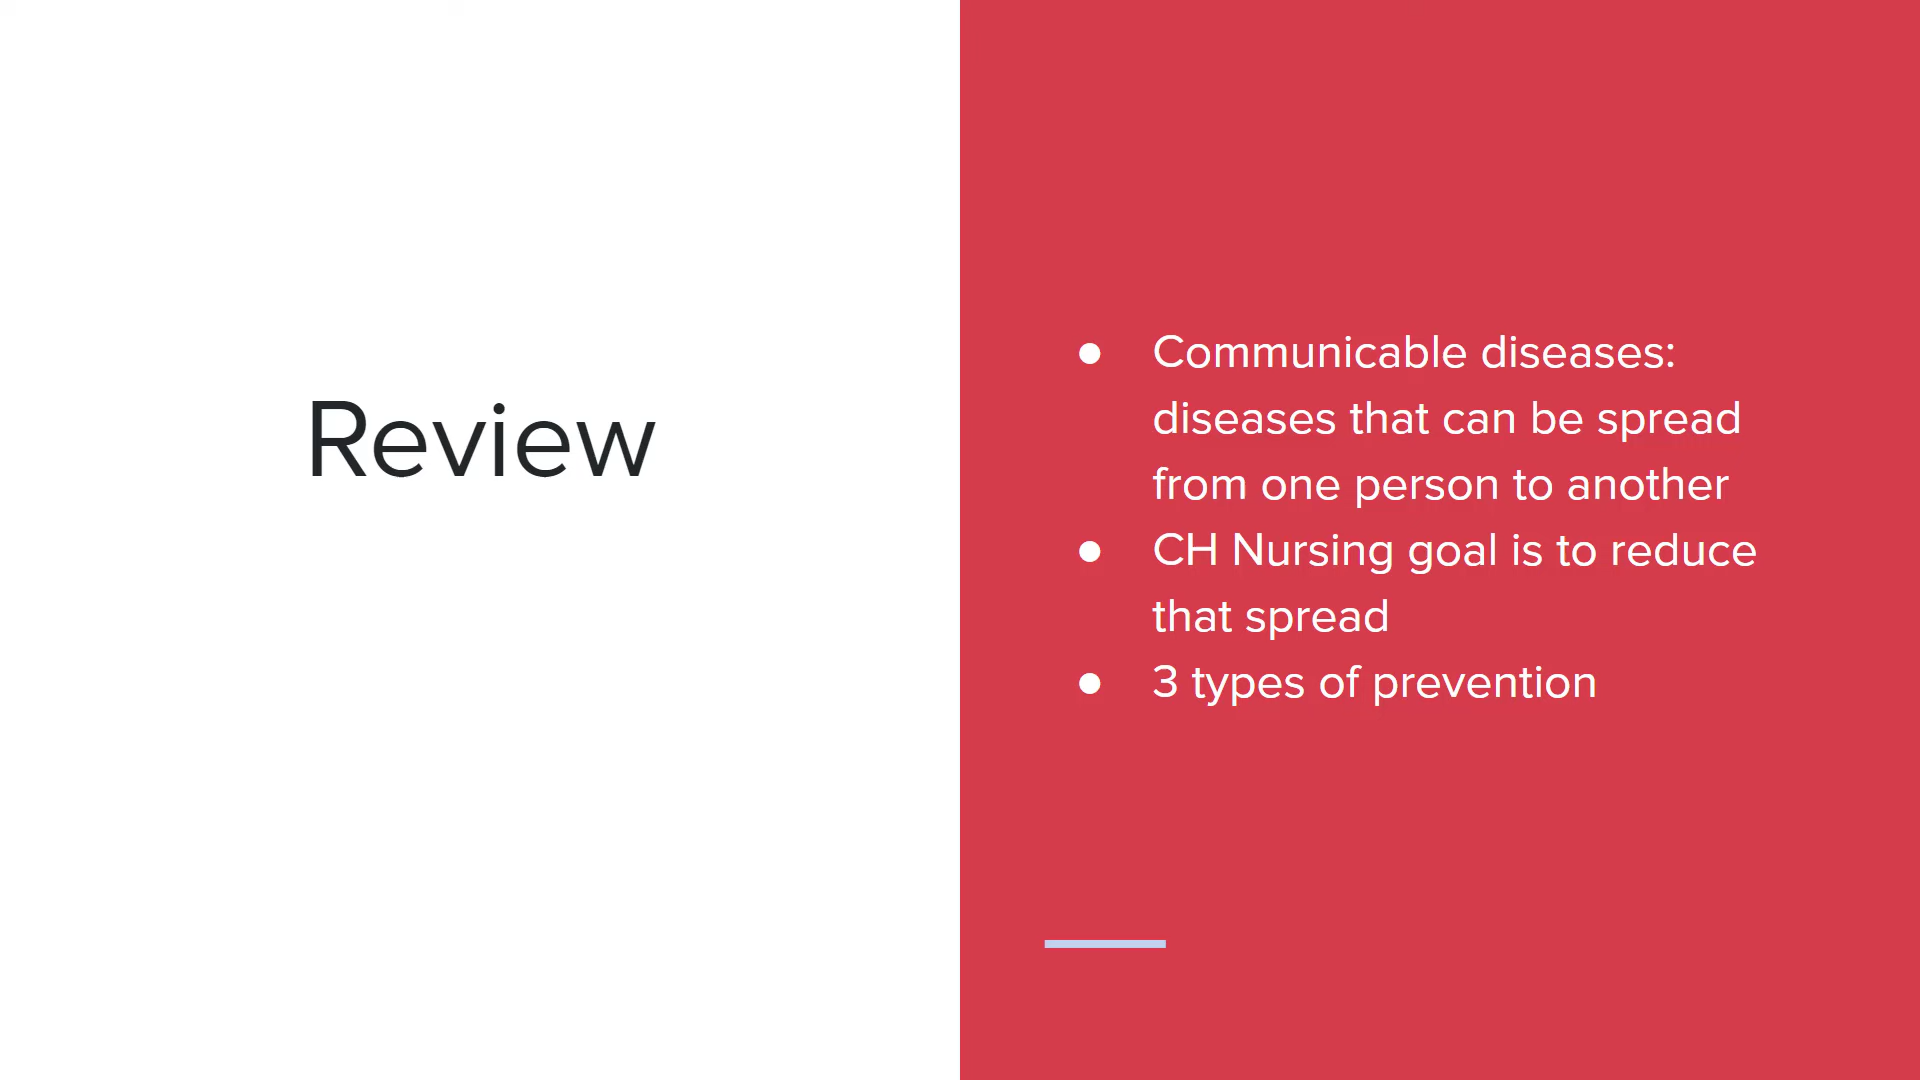 Review
● Communicable diseases:
diseases that can be spread
from one person to another
● CH Nursing goal is to reduce
that spread
● 3 types of prevention